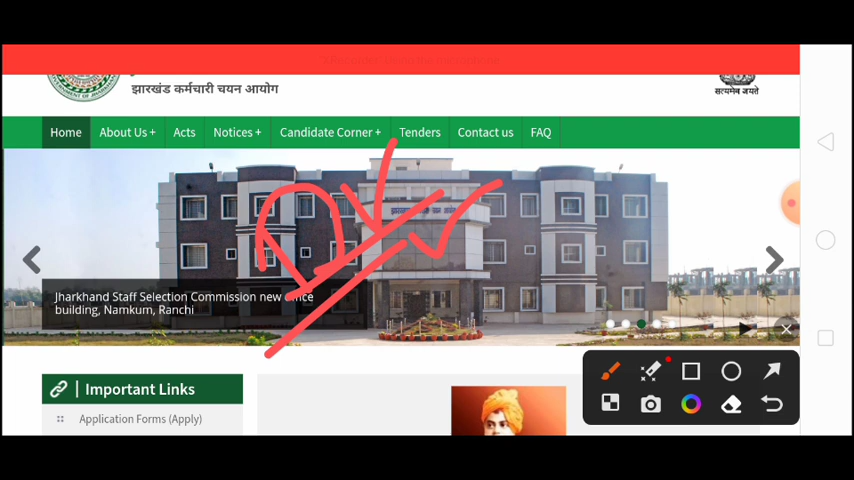 झारखंड कर्मचारी चयन आयोग
सत्यमेव जयते
Home About Us + Acts Notices + Candidate Corner + Tenders Contact us FAQ
Jharkhand Staff Selection Commission new office
building, Namkum, Ranchi
Important Links
Application Forms (Apply)